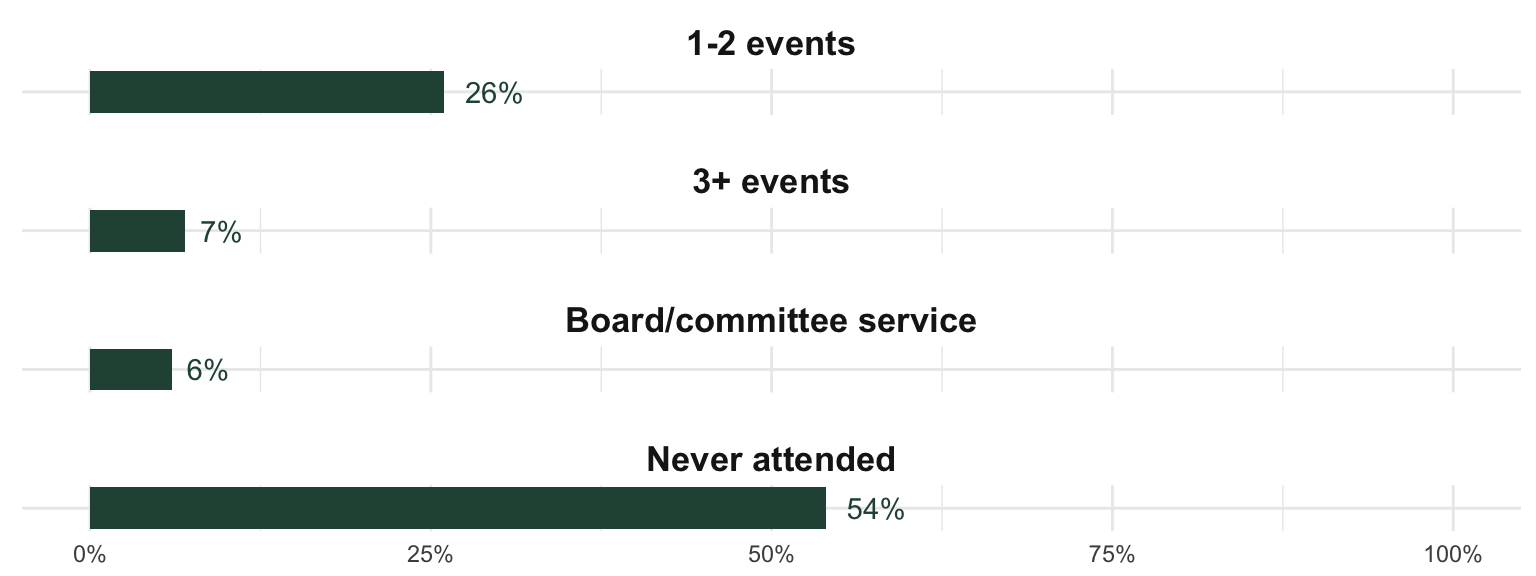 1-2 events
26%
3+ events
7%
Board/committee service
6%
Never attended
54%
0% 25% 50% 75% 100%